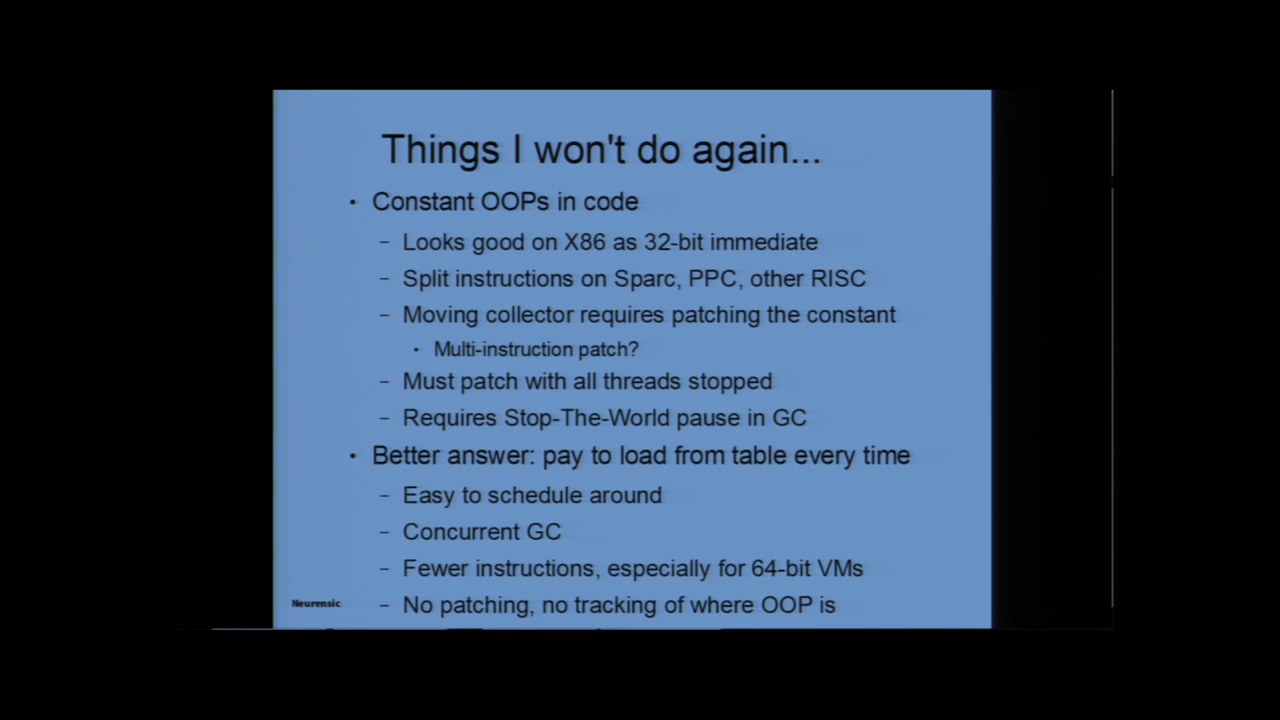 Things I won't do again...
• Constant OOPs in code
– Looks good on X86 as 32-bit immediate
– Split instructions on Sparc, PPC, other RISC
– Moving collector requires patching the constant
• Multi-instruction patch?
– Must patch with all threads stopped
– Requires Stop-The-World pause in GC
• Better answer: pay to load from table every time
– Easy to schedule around
– Concurrent GC
– Fewer instructions, especially for 64-bit VMs
– No patching, no tracking of where OOP is
Neurensic